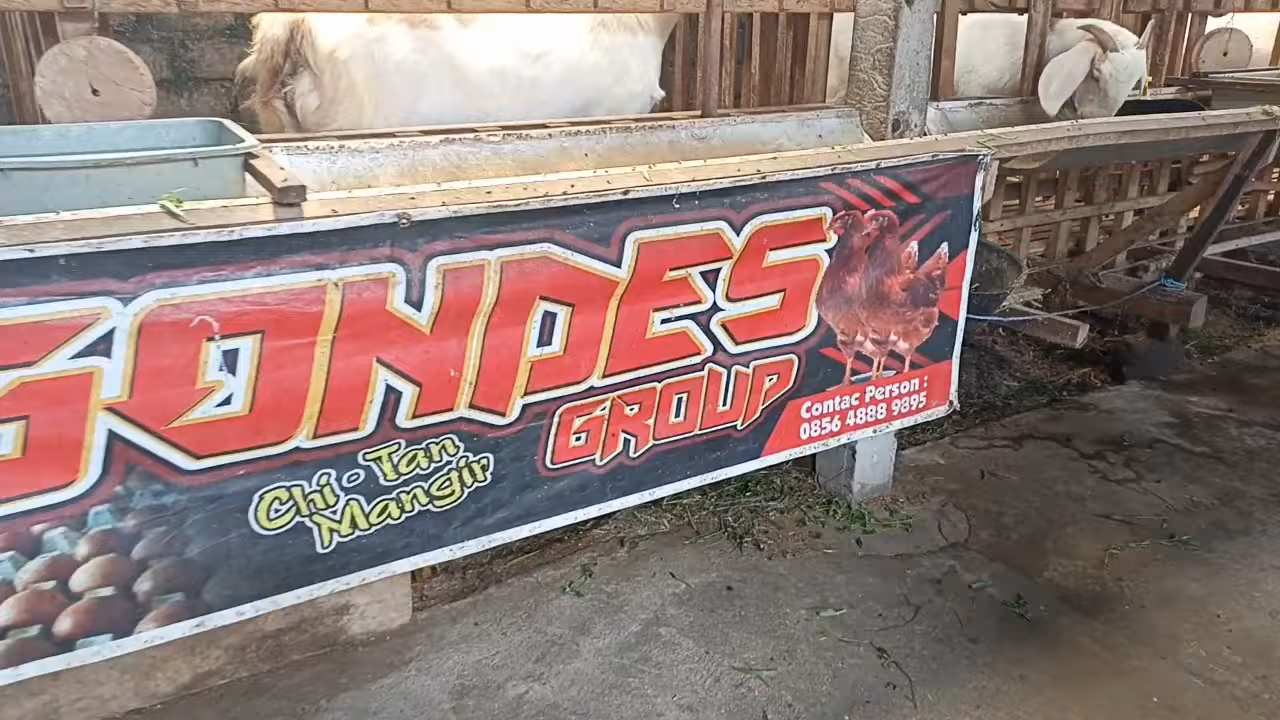 GONDES
GROUP
Chi - Tan
Mangir
Contac Person :
0856 4888 9895